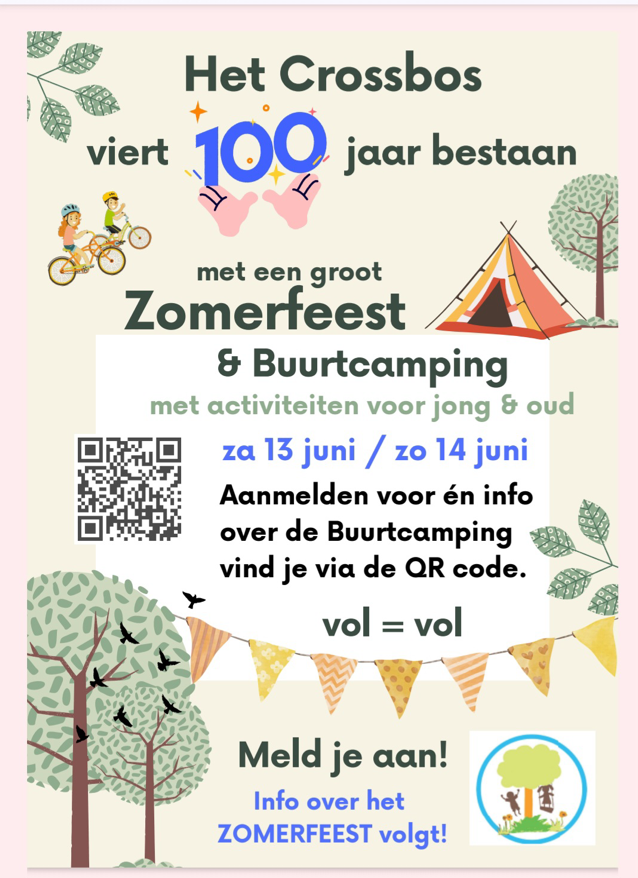 Het Crossbos
viert 100 jaar bestaan
met een groot
Zomerfeest
& Buurtcamping
met activiteiten voor jong & oud
za 13 juni / zo 14 juni
Aanmelden voor én info
over de Buurtcamping
vind je via de QR code.
vol = vol
Meld je aan!
Info over het
ZOMERFEEST volgt!